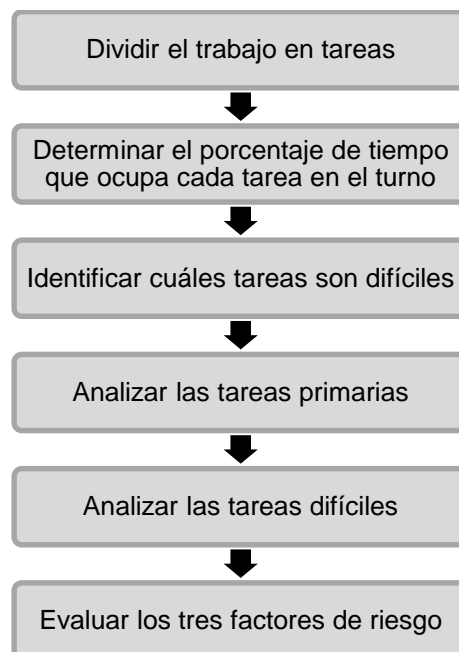 Dividir el trabajo en tareas
Determinar el porcentaje de tiempo
que ocupa cada tarea en el turno
Identificar cuáles tareas son difíciles
Analizar las tareas primarias
Analizar las tareas difíciles
Evaluar los tres factores de riesgo